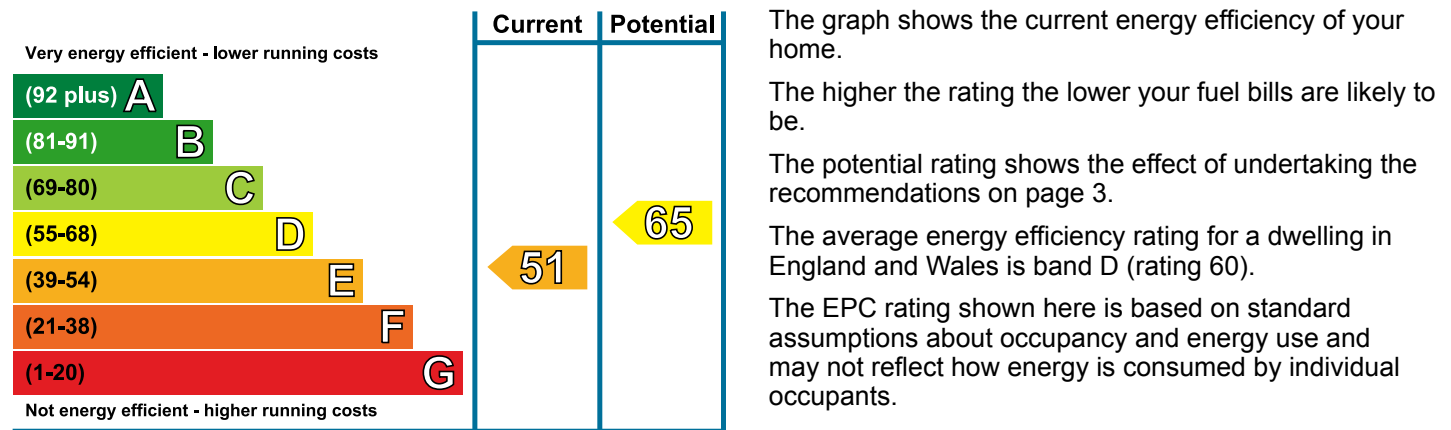 Current Potential
Very energy efficient - lower running costs
(92 plus) A
(81-91) B
(69-80) C
(55-68) D
(39-54) E
(21-38) F
(1-20) G
Not energy efficient - higher running costs
51
65
The graph shows the current energy efficiency of your
home.
The higher the rating the lower your fuel bills are likely to
be.
The potential rating shows the effect of undertaking the
recommendations on page 3.
The average energy efficiency rating for a dwelling in
England and Wales is band D (rating 60).
The EPC rating shown here is based on standard
assumptions about occupancy and energy use and
may not reflect how energy is consumed by individual
occupants.